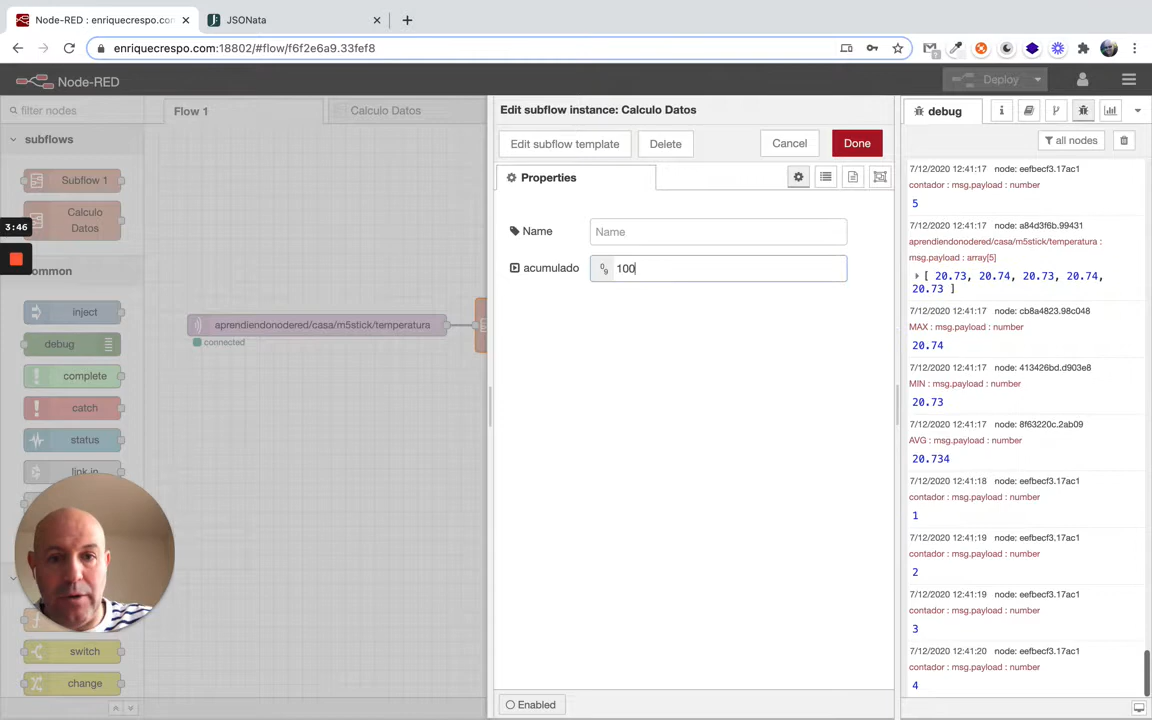 Node-RED : enriquecrespo.con
JSONata
enriquecrespo.com:18802/#flow/f6f2e6a9.33fef8
Node-RED
Deploy
filter nodes
Flow 1
Calculo Datos
subflows
Subflow 1
Calculo
Datos
3:46
ommon
inject
debug
complete
catch
status
link in
switch
change
aprendiendonodered/casa/m5stick/temperatura
connected
Edit subflow instance: Calculo Datos
Edit subflow template
Delete
Cancel
Done
Properties
Name
Name
acumulado
100
Enabled
debug
all nodes
7/12/2020 12:41:17 node: eefbecf3.17ac1
contador : msg.payload : number
5
7/12/2020 12:41:17 node: a84d3f6b.99431
aprendiendonodered/casa/m5stick/temperatura :
msg.payload : array[5]
[ 20.73, 20.74, 20.73, 20.74,
20.73 ]
7/12/2020 12:41:17 node: cb8a4823.98c048
MAX : msg.payload : number
20.74
7/12/2020 12:41:17 node: 413426bd.d903e8
MIN : msg.payload : number
20.73
7/12/2020 12:41:17 node: 8f63220c.2ab09
AVG : msg.payload : number
20.734
7/12/2020 12:41:18 node: eefbecf3.17ac1
contador : msg.payload : number
1
7/12/2020 12:41:19 node: eefbecf3.17ac1
contador : msg.payload : number
2
7/12/2020 12:41:19 node: eefbecf3.17ac1
contador : msg.payload : number
3
7/12/2020 12:41:20 node: eefbecf3.17ac1
contador : msg.payload : number
4